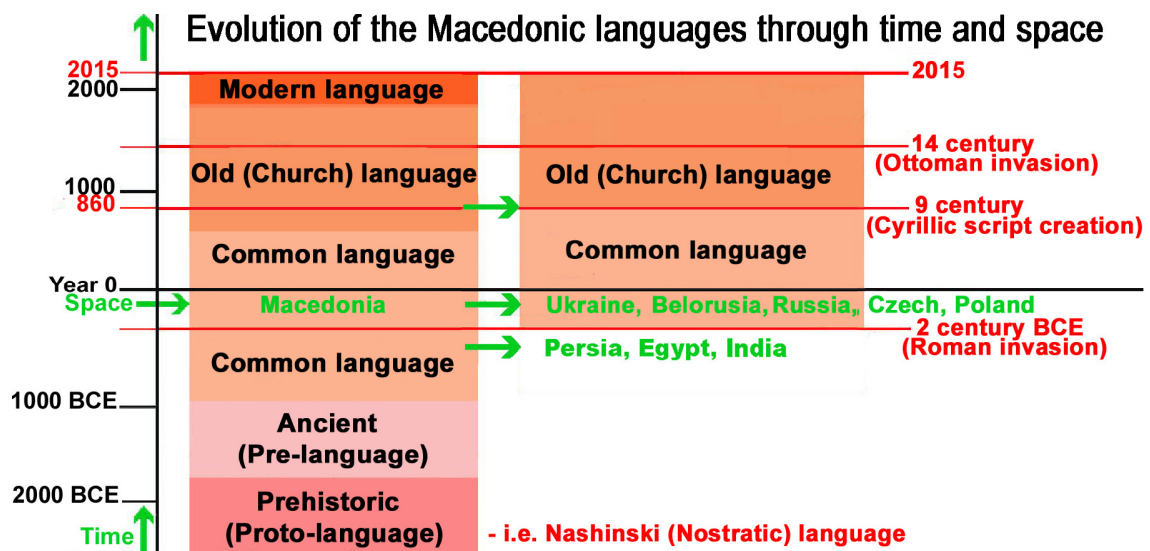 Evolution of the Macedonic languages through time and space
2015
2015
2000
Modern language
14 century
(Ottoman invasion)
Old (Church) language
Old (Church) language
1000
860
9 century
(Cyrillic script creation)
Common language
Common language
Year 0
Space
Macedonia
Ukraine, Belorusia, Russia,, Czech, Poland
2 century BCE
(Roman invasion)
Persia, Egypt, India
Common language
1000 BCE
Ancient
(Pre-language)
2000 BCE
Prehistoric
(Proto-language)
- i.e. Nashinski (Nostratic) language
Time